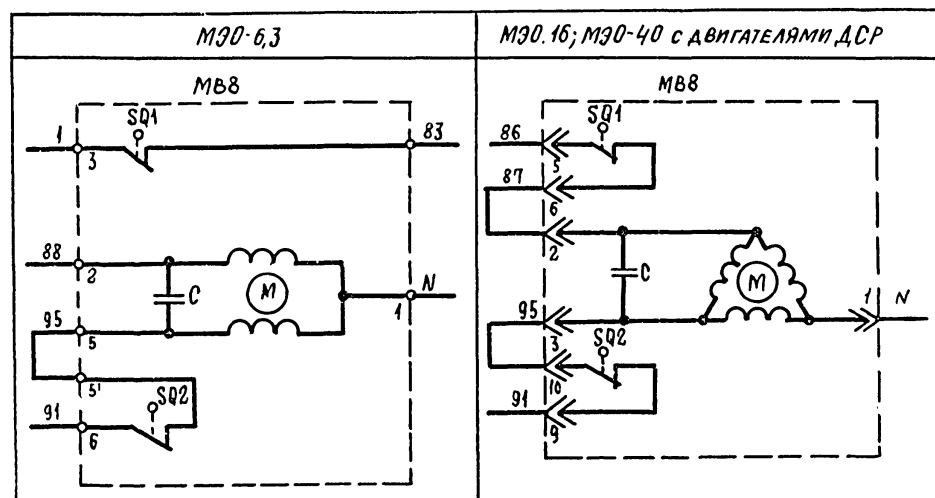 МЭО-6,3
МЭО.16; МЭО-40 с двигателями ДСР
МВ8
SQ1
1
3
83
88
2
C
М
N
1
95
5
5'
SQ2
91
6
МВ8
SQ1
86
5
87
6
2
C
М
1
N
95
3
SQ2
10
91
9